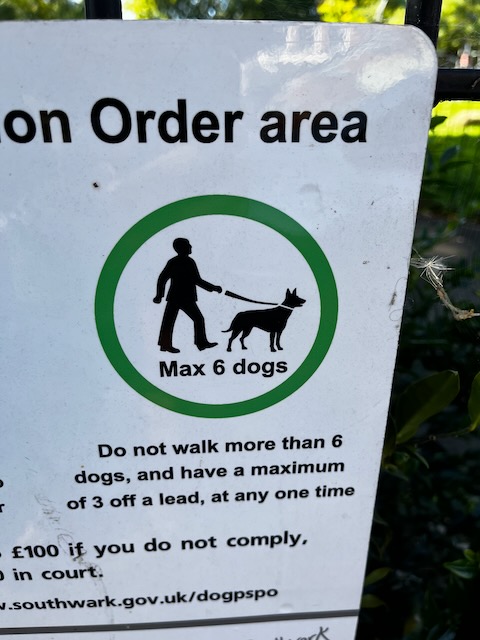 on Order area
Max 6 dogs
Do not walk more than 6
dogs, and have a maximum
of 3 off a lead, at any one time
£100 if you do not comply,
in court.
.southwark.gov.uk/dogpspo